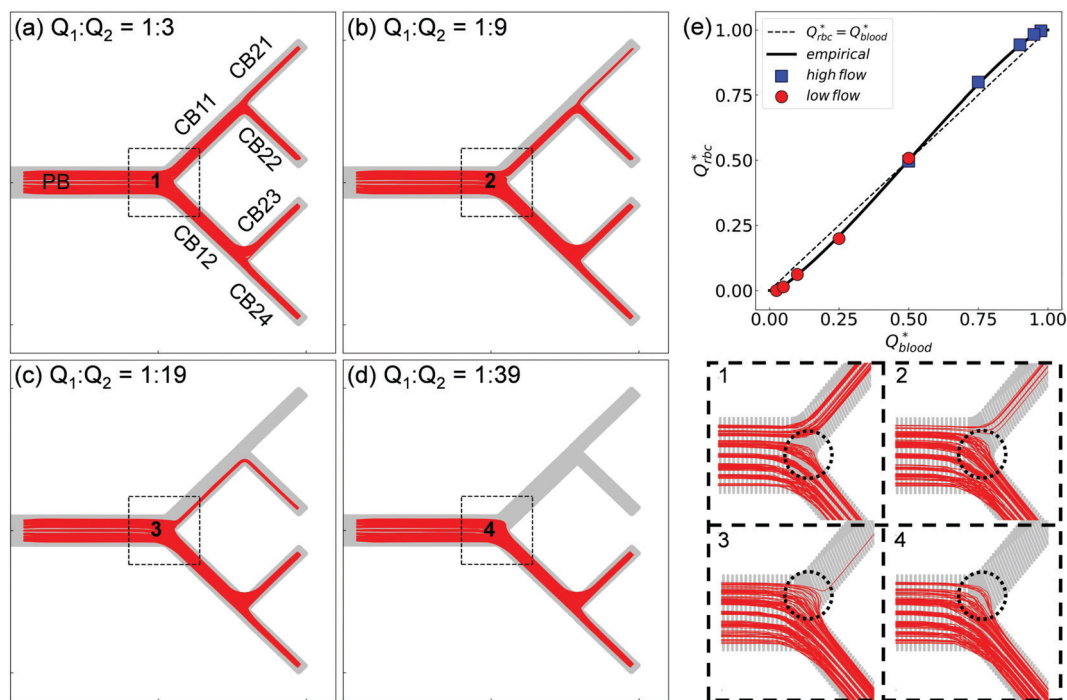 (a) Q₁:Q₂ = 1:3
CB21
CB11
CB22
PB
1
CB23
CB12
CB24
(b) Q₁:Q₂ = 1:9
2
(c) Q₁:Q₂ = 1:19
3
(d) Q₁:Q₂ = 1:39
4
(e)
Q*rbc = Q*blood
empirical
high flow
low flow
1.00
0.75
0.50
0.25
0.00
Q*rbc
0.00 0.25 0.50 0.75 1.00
Q*blood
1
2
3
4